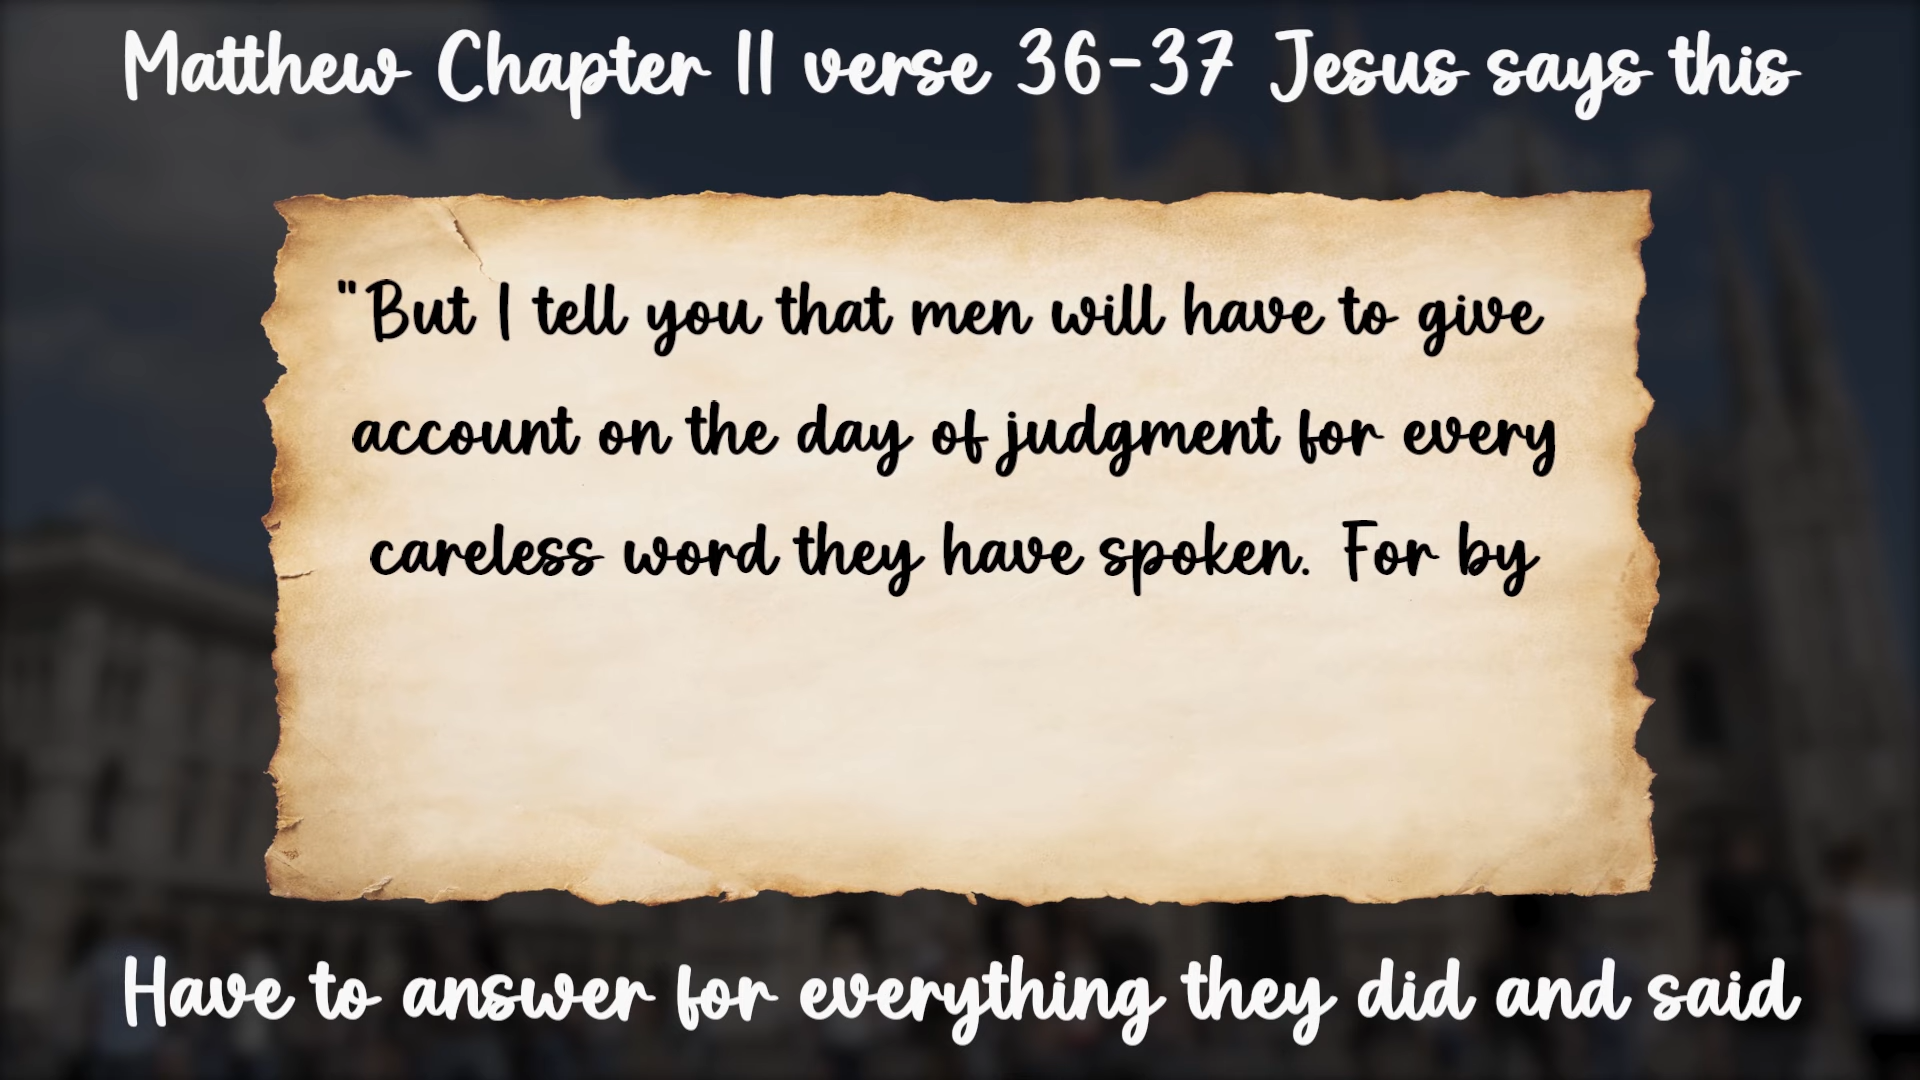 Matthew Chapter 11 verse 36-37 Jesus says this
"But I tell you that men will have to give
account on the day of judgment for every
careless word they have spoken. For by
Have to answer for everything they did and said